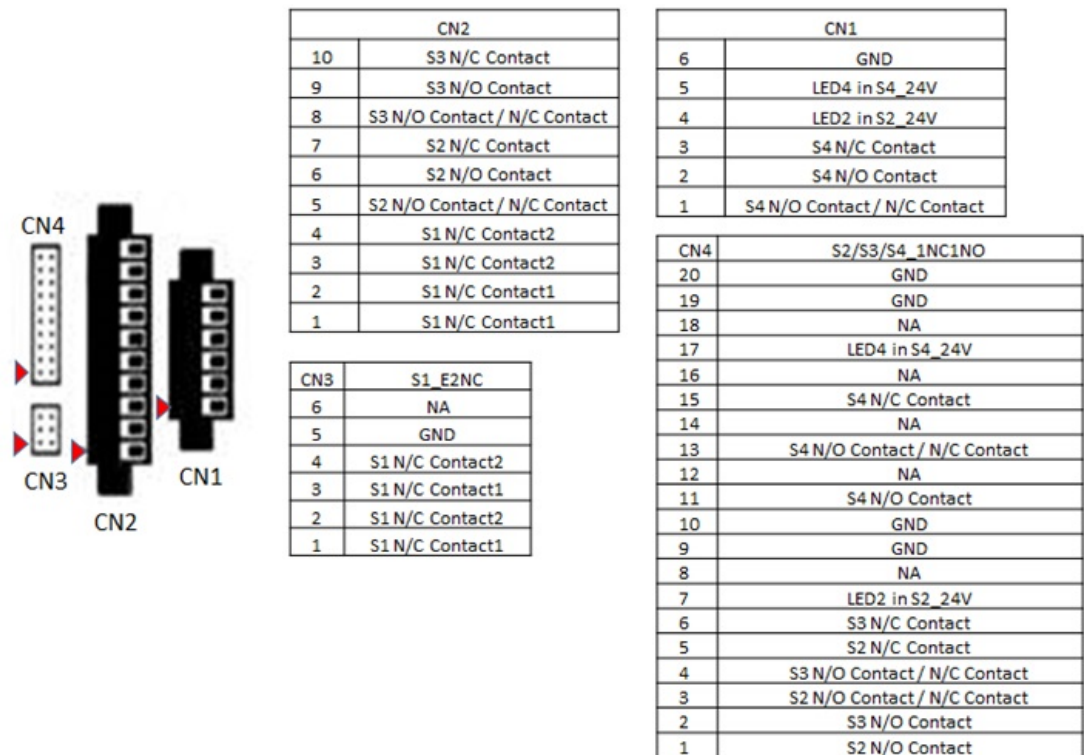 CN2
10 S3 N/C Contact
9 S3 N/O Contact
8 S3 N/O Contact / N/C Contact
7 S2 N/C Contact
6 S2 N/O Contact
5 S2 N/O Contact / N/C Contact
4 S1 N/C Contact2
3 S1 N/C Contact2
2 S1 N/C Contact1
1 S1 N/C Contact1
CN1
6 GND
5 LED4 in S4_24V
4 LED2 in S2_24V
3 S4 N/C Contact
2 S4 N/O Contact
1 S4 N/O Contact / N/C Contact
CN4
CN3
CN2
CN1
CN3 S1_E2NC
6 NA
5 GND
4 S1 N/C Contact2
3 S1 N/C Contact1
2 S1 N/C Contact2
1 S1 N/C Contact1
CN4 S2/S3/S4_1NC1NO
20 GND
19 GND
18 NA
17 LED4 in S4_24V
16 NA
15 S4 N/C Contact
14 NA
13 S4 N/O Contact / N/C Contact
12 NA
11 S4 N/O Contact
10 GND
9 GND
8 NA
7 LED2 in S2_24V
6 S3 N/C Contact
5 S2 N/C Contact
4 S3 N/O Contact / N/C Contact
3 S2 N/O Contact / N/C Contact
2 S3 N/O Contact
1 S2 N/O Contact